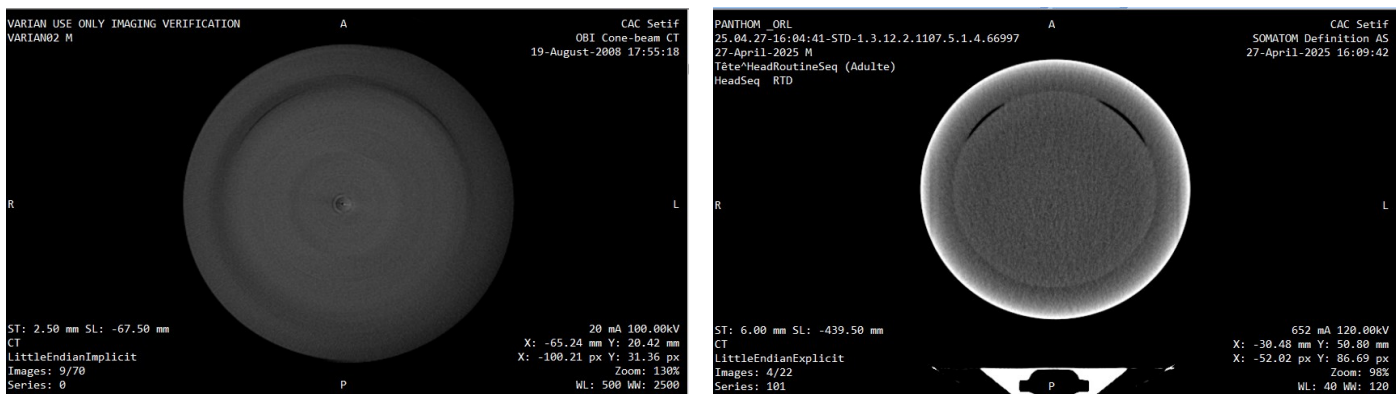 VARIAN USE ONLY IMAGING VERIFICATION
VARIAN02 M
A
CAC Setif
OBI Cone-beam CT
19-August-2008 17:55:18
R
L
ST: 2.50 mm SL: -67.50 mm
CT
LittleEndianImplicit
Images: 9/70
Series: 0
P
20 mA 100.00kV
X: -65.24 mm Y: 20.42 mm
X: -100.21 px Y: 31.36 px
Zoom: 130%
WL: 500 WW: 2500
PANTHOM _ORL
25.04.27-16:04:41-STD-1.3.12.2.1107.5.1.4.66997
27-April-2025 M
Tête^HeadRoutineSeq (Adulte)
HeadSeq RTD
A
CAC Setif
SOMATOM Definition AS
27-April-2025 16:09:42
R
L
ST: 6.00 mm SL: -439.50 mm
CT
LittleEndianExplicit
Images: 4/22
Series: 101
P
652 mA 120.00kV
X: -30.48 mm Y: 50.80 mm
X: -52.02 px Y: 86.69 px
Zoom: 98%
WL: 40 WW: 120